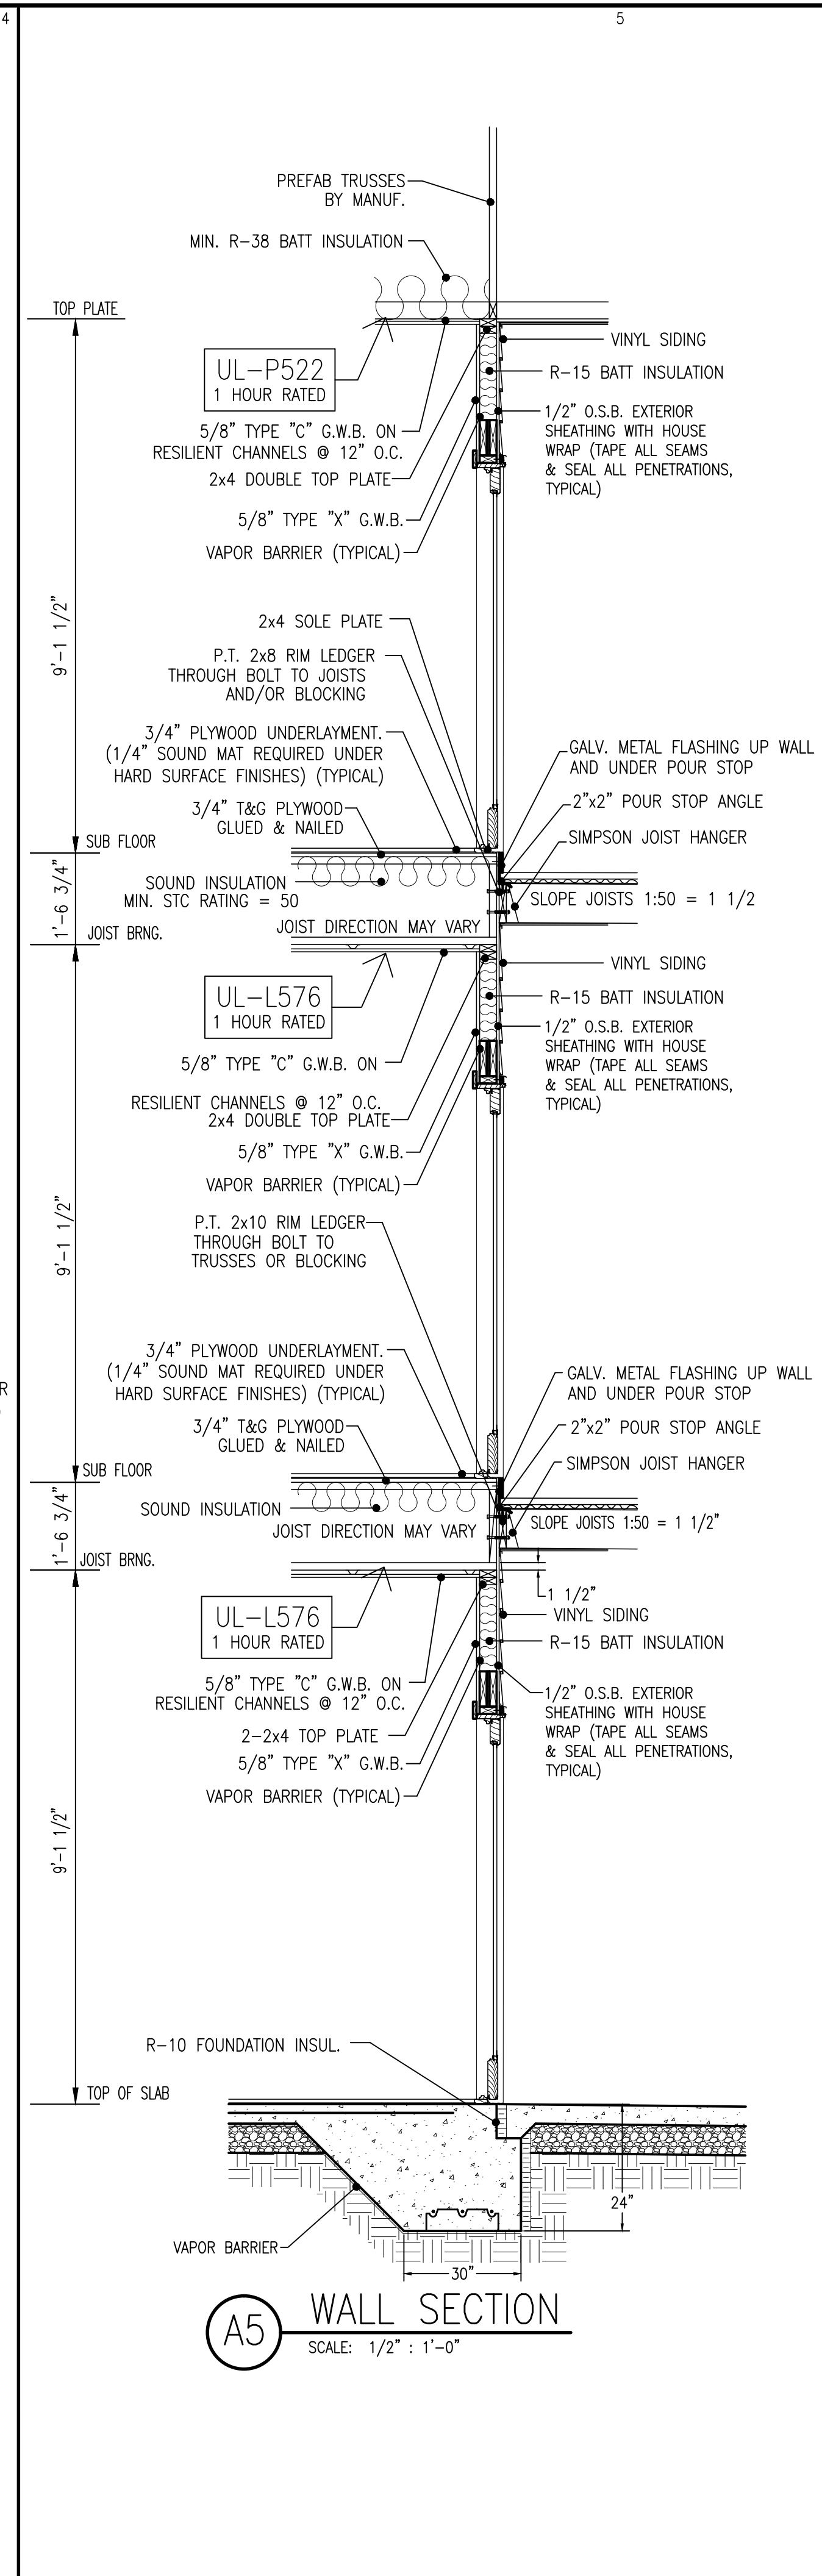 4
5
PREFAB TRUSSES
BY MANUF.
MIN. R-38 BATT INSULATION
TOP PLATE
VINYL SIDING
UL-P522
1 HOUR RATED
R-15 BATT INSULATION
1/2" O.S.B. EXTERIOR
SHEATHING WITH HOUSE
WRAP (TAPE ALL SEAMS
& SEAL ALL PENETRATIONS,
TYPICAL)
5/8" TYPE "C" G.W.B. ON
RESILIENT CHANNELS @ 12" O.C.
2x4 DOUBLE TOP PLATE
5/8" TYPE "X" G.W.B.
VAPOR BARRIER (TYPICAL)
9'-1 1/2"
2x4 SOLE PLATE
P.T. 2x8 RIM LEDGER
THROUGH BOLT TO JOISTS
AND/OR BLOCKING
3/4" PLYWOOD UNDERLAYMENT.
(1/4" SOUND MAT REQUIRED UNDER
HARD SURFACE FINISHES) (TYPICAL)
GALV. METAL FLASHING UP WALL
AND UNDER POUR STOP
2"x2" POUR STOP ANGLE
SIMPSON JOIST HANGER
3/4" T&G PLYWOOD
GLUED & NAILED
SUB FLOOR
1'-6 3/4"
SOUND INSULATION
MIN. STC RATING = 50
SLOPE JOISTS 1:50 = 1 1/2
JOIST DIRECTION MAY VARY
JOIST BRNG.
VINYL SIDING
UL-L576
1 HOUR RATED
R-15 BATT INSULATION
1/2" O.S.B. EXTERIOR
SHEATHING WITH HOUSE
WRAP (TAPE ALL SEAMS
& SEAL ALL PENETRATIONS,
TYPICAL)
5/8" TYPE "C" G.W.B. ON
RESILIENT CHANNELS @ 12" O.C.
2x4 DOUBLE TOP PLATE
5/8" TYPE "X" G.W.B.
VAPOR BARRIER (TYPICAL)
9'-1 1/2"
P.T. 2x10 RIM LEDGER
THROUGH BOLT TO
TRUSSES OR BLOCKING
3/4" PLYWOOD UNDERLAYMENT.
(1/4" SOUND MAT REQUIRED UNDER
HARD SURFACE FINISHES) (TYPICAL)
R
GALV. METAL FLASHING UP WALL
AND UNDER POUR STOP
2"x2" POUR STOP ANGLE
SIMPSON JOIST HANGER
3/4" T&G PLYWOOD
GLUED & NAILED
SUB FLOOR
1'-6 3/4"
SOUND INSULATION
SLOPE JOISTS 1:50 = 1 1/2"
JOIST DIRECTION MAY VARY
JOIST BRNG.
1 1/2"
VINYL SIDING
UL-L576
1 HOUR RATED
R-15 BATT INSULATION
1/2" O.S.B. EXTERIOR
SHEATHING WITH HOUSE
WRAP (TAPE ALL SEAMS
& SEAL ALL PENETRATIONS,
TYPICAL)
5/8" TYPE "C" G.W.B. ON
RESILIENT CHANNELS @ 12" O.C.
2-2x4 TOP PLATE
5/8" TYPE "X" G.W.B.
VAPOR BARRIER (TYPICAL)
9'-1 1/2"
R-10 FOUNDATION INSUL.
TOP OF SLAB
24"
VAPOR BARRIER
30"
A5
WALL SECTION
SCALE: 1/2" : 1'-0"